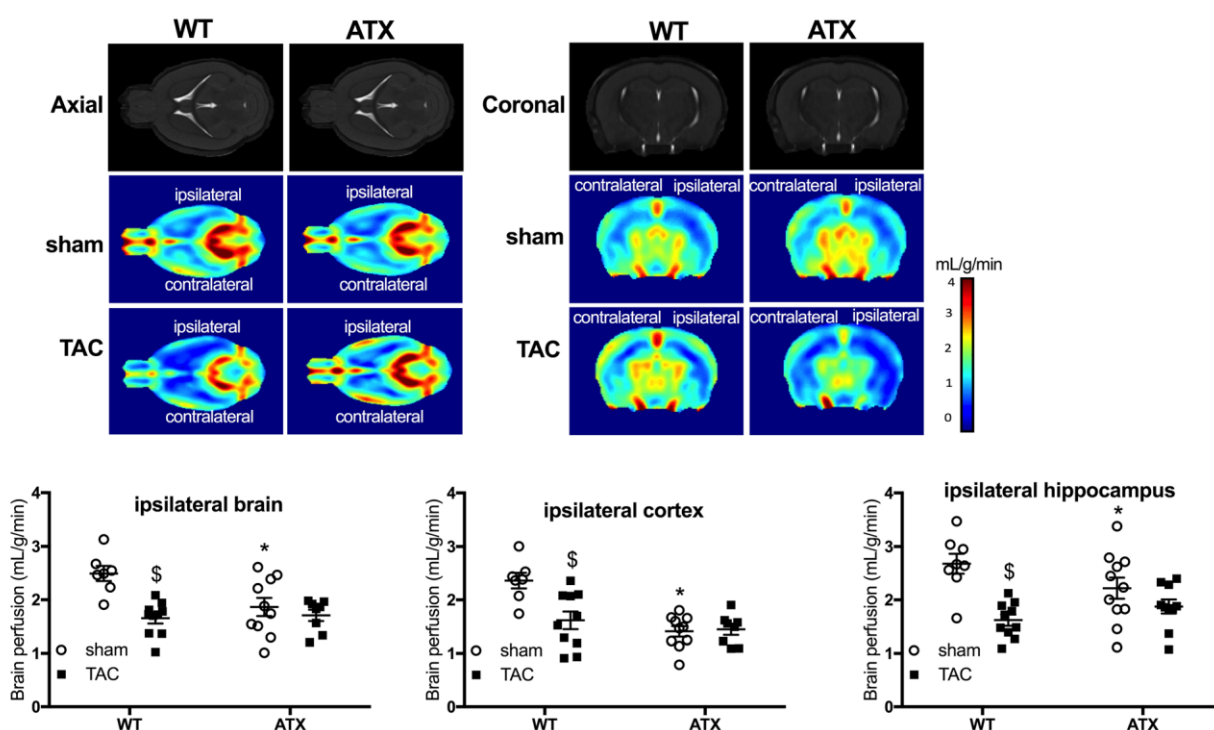 WT ATX WT ATX
Axial Coronal
ipsilateral ipsilateral contralateral ipsilateral contralateral ipsilateral
sham sham
contralateral contralateral
mL/g/min
4
3
2
1
0
ipsilateral ipsilateral contralateral ipsilateral contralateral ipsilateral
TAC TAC
contralateral contralateral
ipsilateral brain
Brain perfusion (mL/g/min)
4
3
2
1
0
$
*
sham
TAC
WT ATX
ipsilateral cortex
Brain perfusion (mL/g/min)
4
3
2
1
0
$
*
sham
TAC
WT ATX
ipsilateral hippocampus
Brain perfusion (mL/g/min)
4
3
2
1
0
$
*
sham
TAC
WT ATX